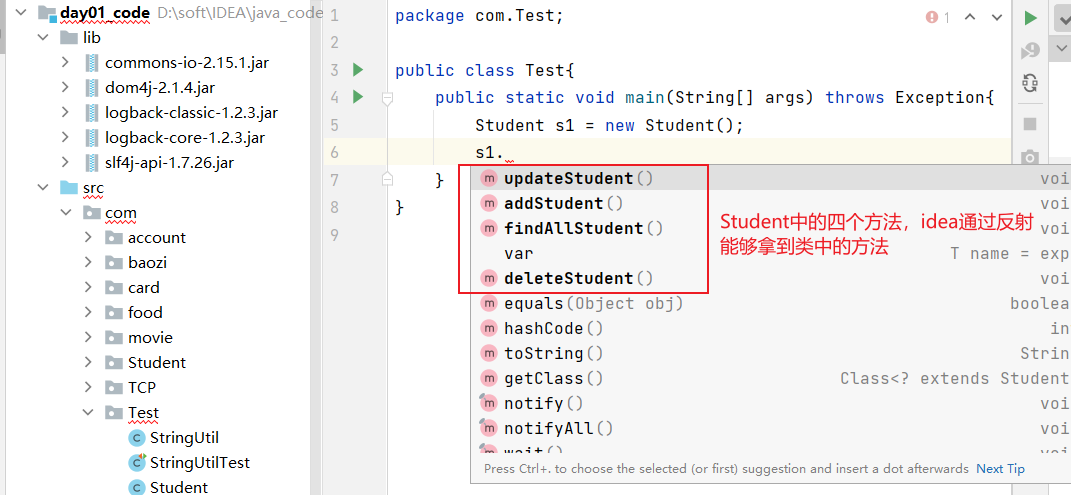 day01_code D:\soft\IDEA\java_code
lib
commons-io-2.15.1.jar
dom4j-2.1.4.jar
logback-classic-1.2.3.jar
logback-core-1.2.3.jar
slf4j-api-1.7.26.jar
src
com
account
baozi
card
food
movie
Student
TCP
Test
StringUtil
StringUtilTest
Student
1 package com.Test;
1
2
3 public class Test{
4 public static void main(String[] args) throws Exception{
5 Student s1 = new Student();
6 s1.
7 }
8 }
9
m updateStudent() voi
m addStudent() voi
m findAllStudent() voi
var T name = exp
m deleteStudent() voi
m equals(Object obj) boolea
m hashCode() in
m toString() Strin
m getClass() Class<? extends Student
m notify() voi
m notifyAll() voi
m wait() voi
Press Ctrl+. to choose the selected (or first) suggestion and insert a dot afterwards Next Tip
Student中的四个方法，idea通过反射
能够拿到类中的方法